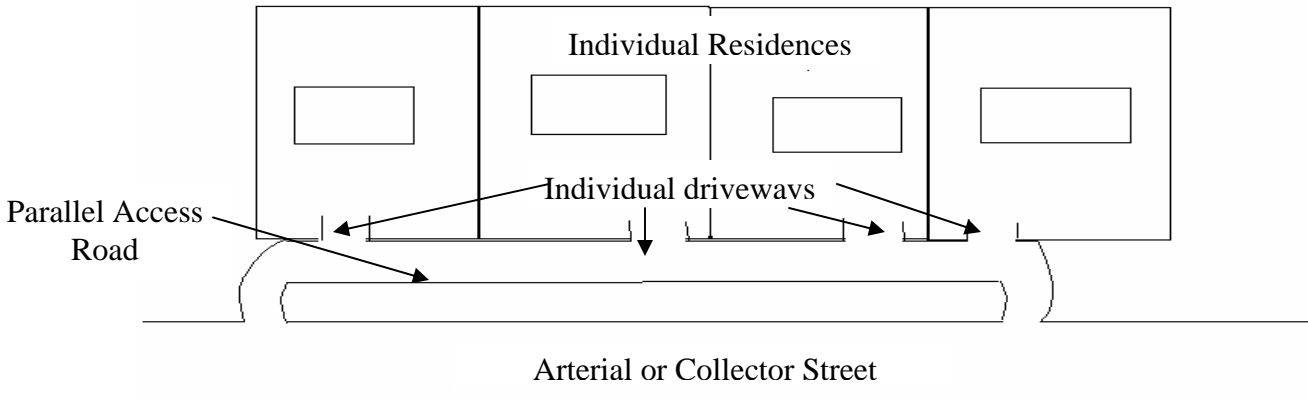 Individual Residences
Individual driveways
Parallel Access
Road
Arterial or Collector Street